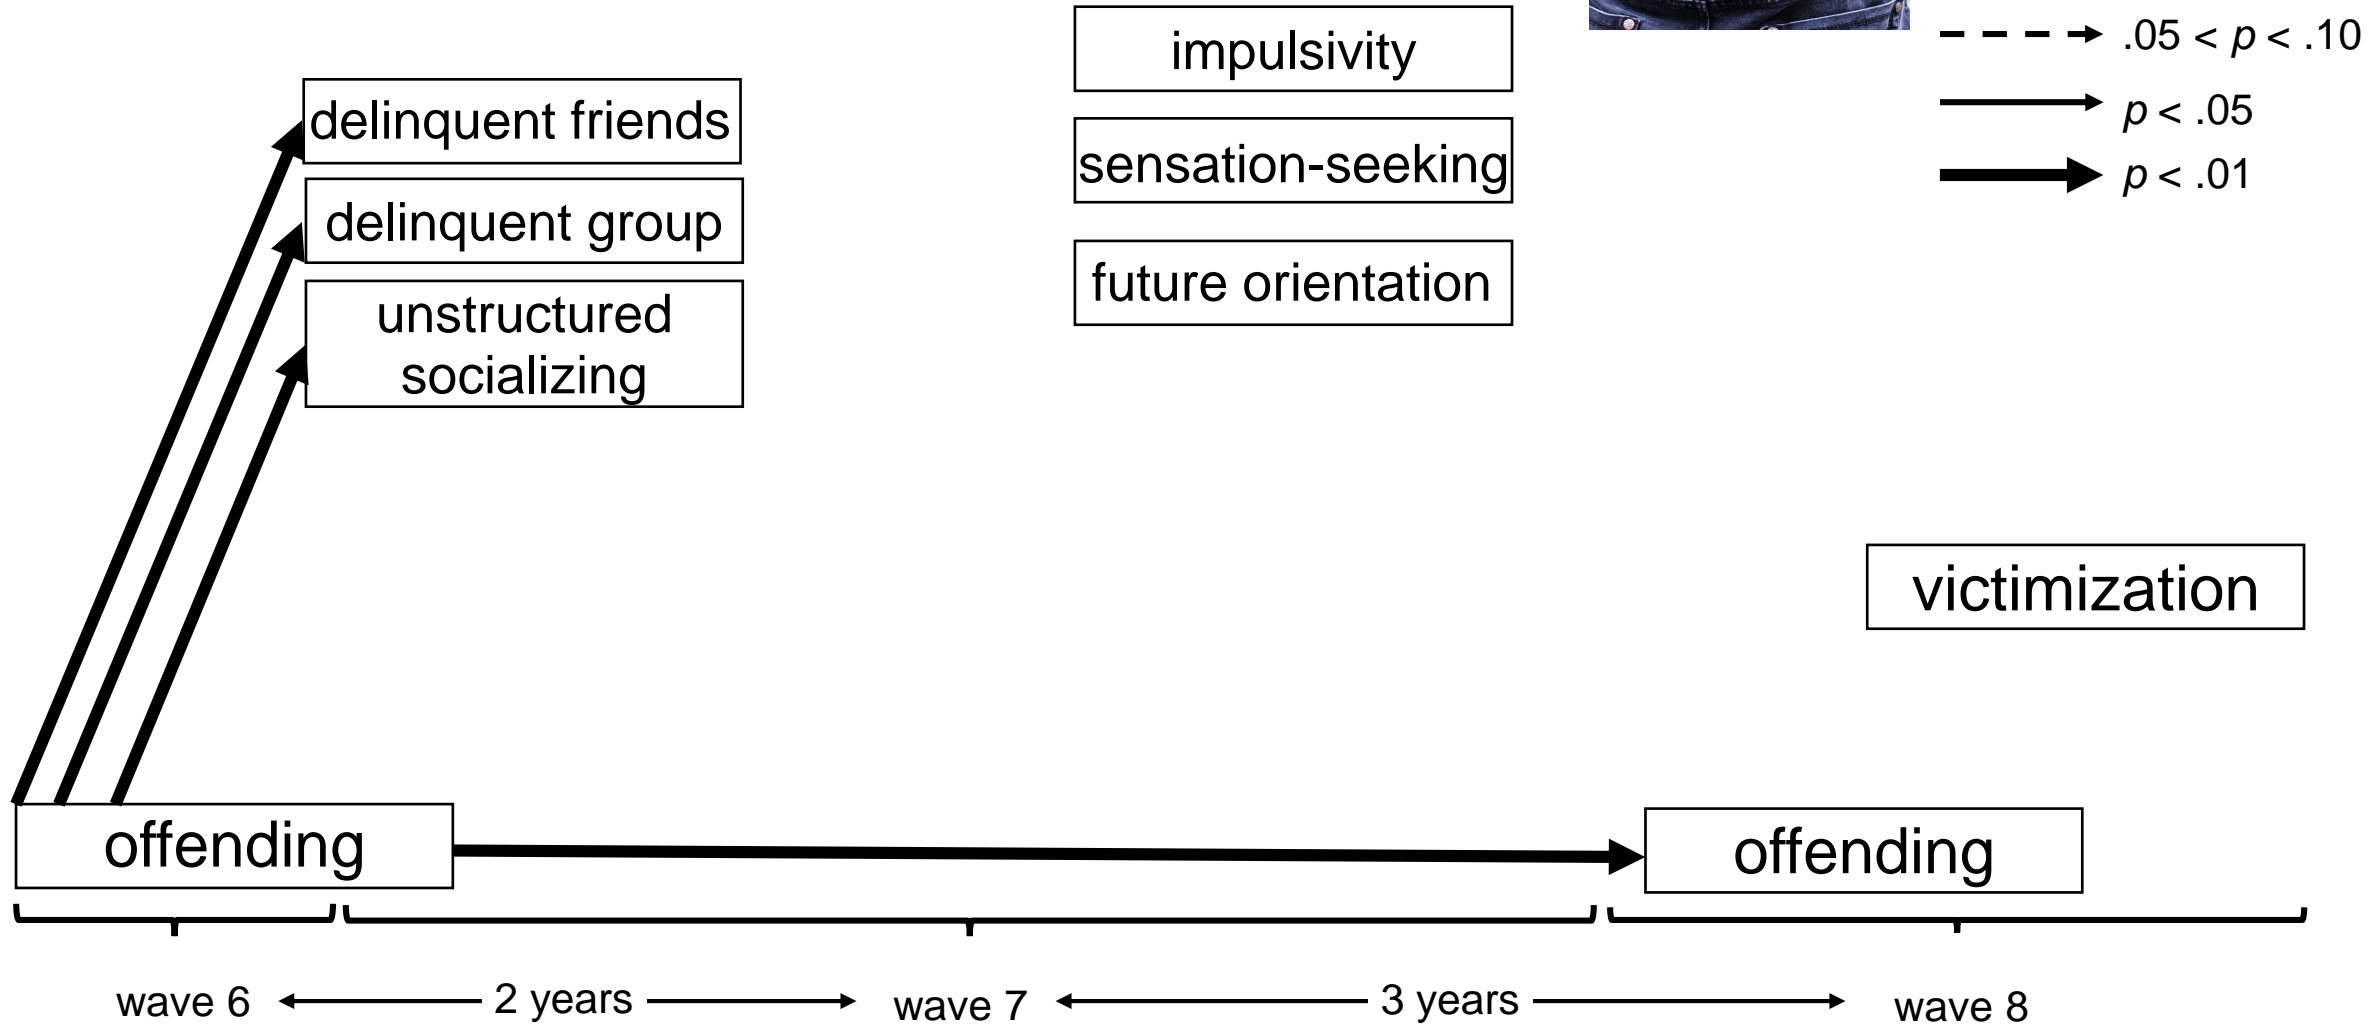 impulsivity
.05 < p < .10
delinquent friends
p < .05
sensation-seeking
p < .01
delinquent group
future orientation
unstructured
socializing
victimization
offending
offending
wave 6
2 years
wave 7
3 years
wave 8